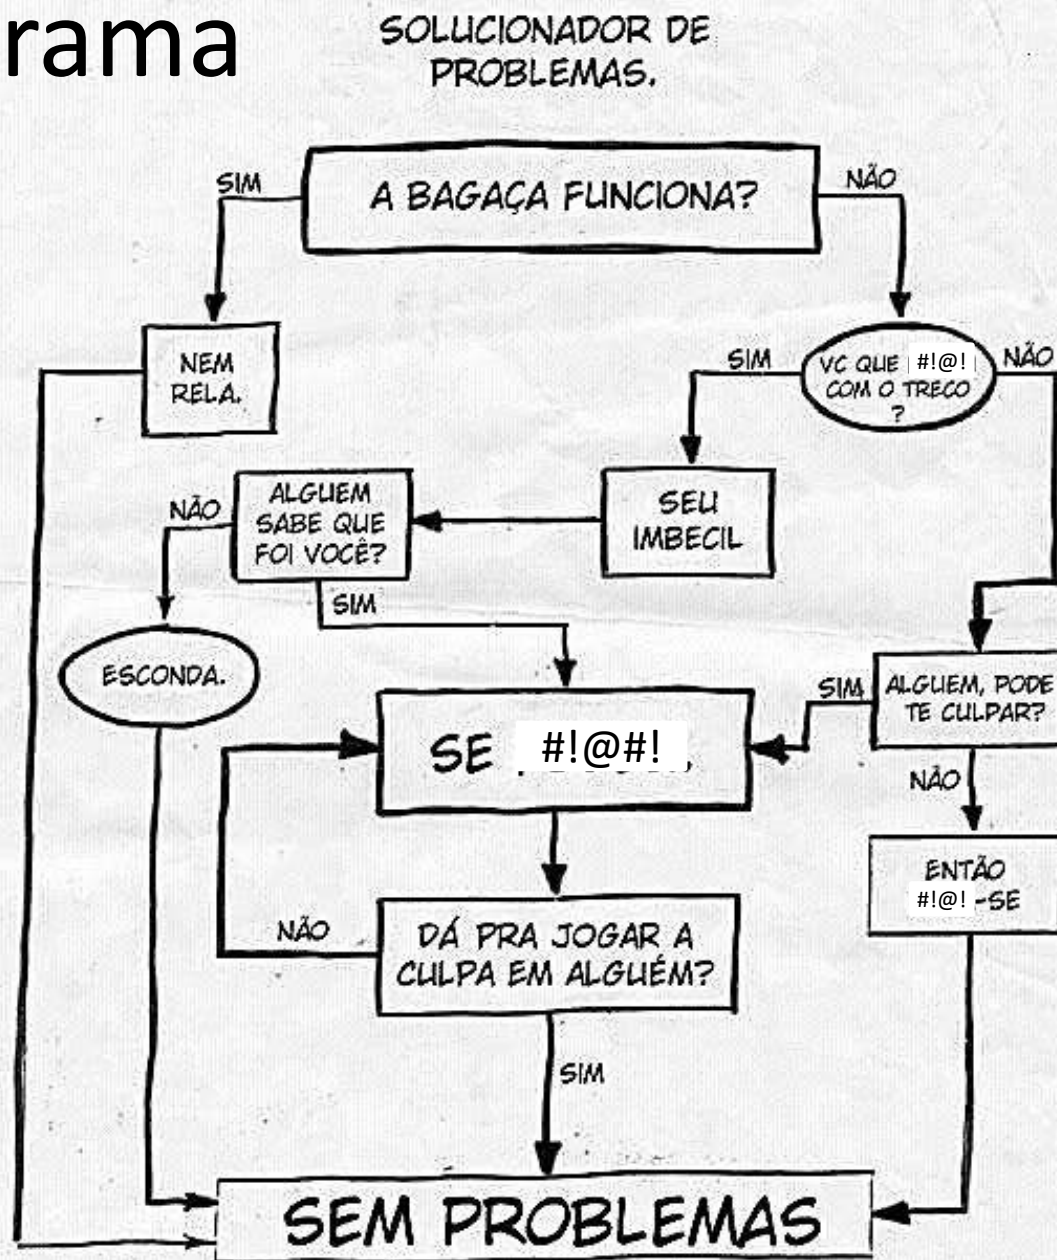 rama
SOLUCIONADOR DE
PROBLEMAS.
A BAGAÇA FUNCIONA?
SIM
NÃO
NEM
RELA.
SIM
VC QUE #!@!
COM O TRECO
?
NÃO
SEU
IMBECIL
ALGUEM
SABE QUE
FOI VOCÊ?
NÃO
SIM
ESCONDA.
SIM
ALGUEM, PODE
TE CULPAR?
SE #!@#!
NÃO
ENTÃO
#!@! -SE
NÃO
DÁ PRA JOGAR A
CULPA EM ALGUÉM?
SIM
SEM PROBLEMAS